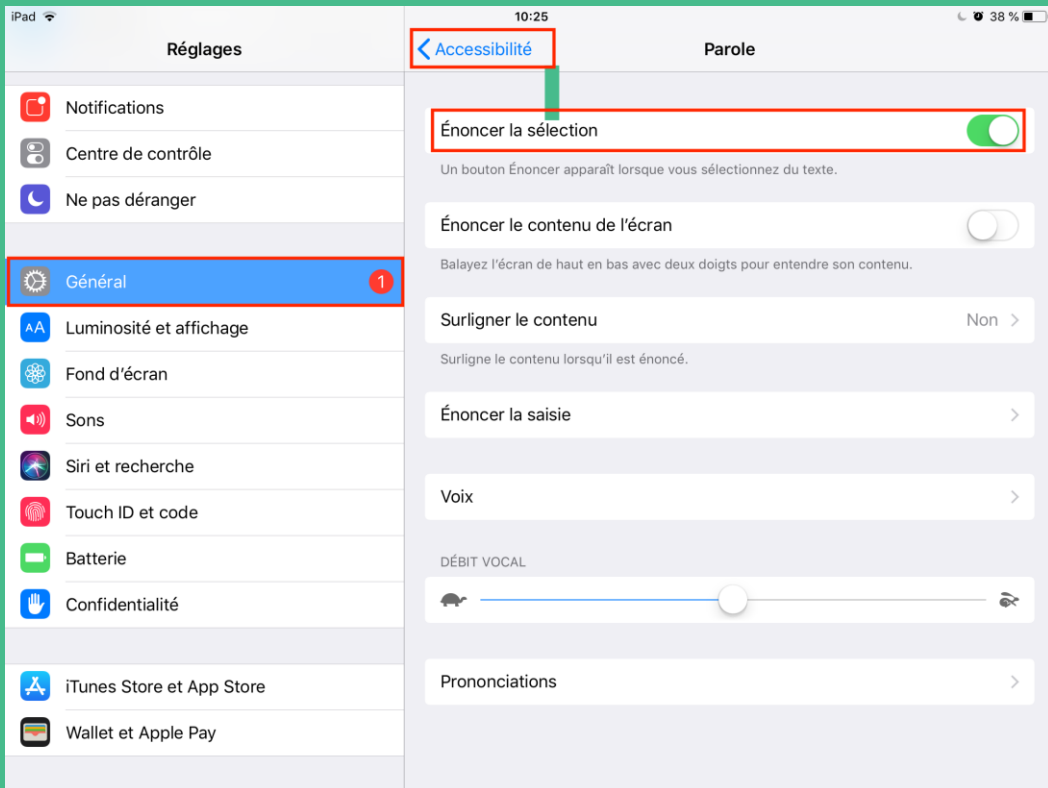 iPad 10:25 38 %
Réglages
Notifications
Centre de contrôle
Ne pas déranger
Général 1
AA Luminosité et affichage
Fond d'écran
Sons
Siri et recherche
Touch ID et code
Batterie
Confidentialité
iTunes Store et App Store
Wallet et Apple Pay
Accessibilité Parole
Énoncer la sélection
Un bouton Énoncer apparaît lorsque vous sélectionnez du texte.
Énoncer le contenu de l'écran
Balayez l'écran de haut en bas avec deux doigts pour entendre son contenu.
Surligner le contenu Non
Surligne le contenu lorsqu'il est énoncé.
Énoncer la saisie
Voix
DÉBIT VOCAL
Prononciations